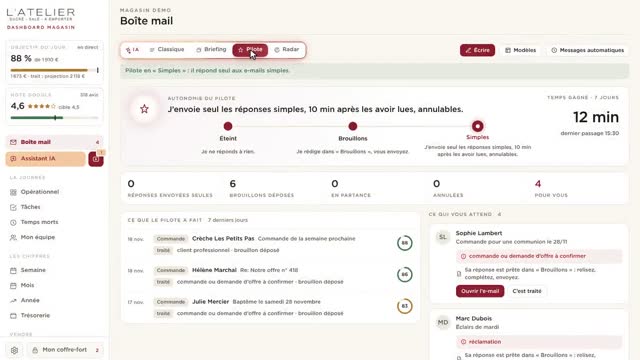 L'ATELIER
SUCRÉ · SALÉ · À EMPORTER
DASHBOARD MAGASIN
OBJECTIF DU JOUR en direct
88 % de 1 900 €
1 673 € · trait : projection 2 118 €
NOTE GOOGLE 318 avis
4,6 ★★★★☆ · cible 4,5
Boîte mail 4
Assistant IA
LA JOURNÉE
Opérationnel
Tâches
Temps morts
Mon équipe
LES CHIFFRES
Semaine
Mois
Année
Trésorerie
VENDRE
Mon coffre-fort 2
MAGASIN DEMO
Boîte mail
IA
Classique
Briefing
Pilote
Radar
Écrire
Modèles
Messages automatiques
Pilote en « Simples » : il répond seul aux e-mails simples.
AUTONOMIE DU PILOTE
J'envoie seul les réponses simples, 10 min après les avoir lues, annulables.
Éteint
Je ne réponds à rien.
Brouillons
Je rédige dans « Brouillons », vous envoyez.
Simples
J'envoie seul les réponses simples, 10 min
après les avoir lues, annulables.
TEMPS GAGNÉ · 7 JOURS
12 min
dernier passage 15:30
0
RÉPONSES ENVOYÉES SEULES
6
BROUILLONS DÉPOSÉS
0
EN PARTANCE
0
ANNULÉES
4
POUR VOUS
CE QUE LE PILOTE A FAIT 7 derniers jours
18 nov. Commande Crèche Les Petits Pas Commande de la semaine prochaine
traité client professionnel · brouillon déposé
18 nov. Commande Hélène Marchal Re: Notre offre n° 418
traité commande ou demande d'offre à confirmer · brouillon déposé
17 nov. Commande Julie Mercier Baptême samedi 28 novembre
traité commande ou demande d'offre à confirmer · brouillon déposé
CE QUI VOUS ATTEND 4
SL
Sophie Lambert
Commande pour une communion le 28/11
commande ou demande d'offre à confirmer
Sa réponse est prête dans « Brouillons » : relisez,
complétez, envoyez.
Ouvrir l'e-mail
C'est traité
MD
Marc Dubois
Éclairs de mardi
réclamation
Sa réponse est prête dans « Brouillons » : relisez,